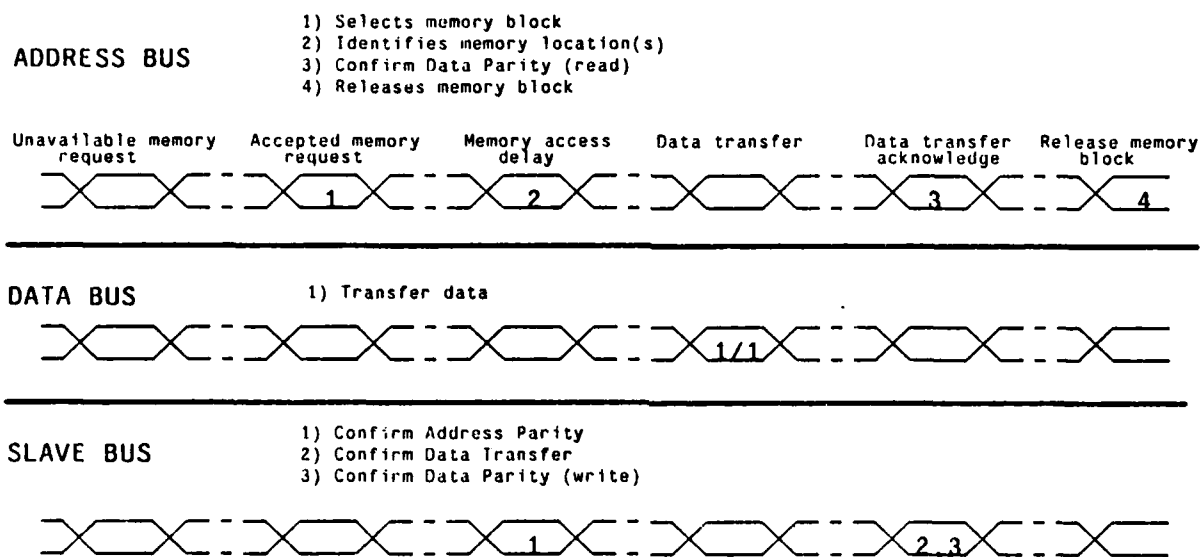 1) Selects memory block
2) Identifies memory location(s)
ADDRESS BUS
3) Confirm Data Parity (read)
4) Releases memory block
Unavailable memory request
Accepted memory request
Memory access delay
Data transfer
Data transfer acknowledge
Release memory block
1 2 3 4
DATA BUS
1) Transfer data
1/1
SLAVE BUS
1) Confirm Address Parity
2) Confirm Data Transfer
3) Confirm Data Parity (write)
1 2,3